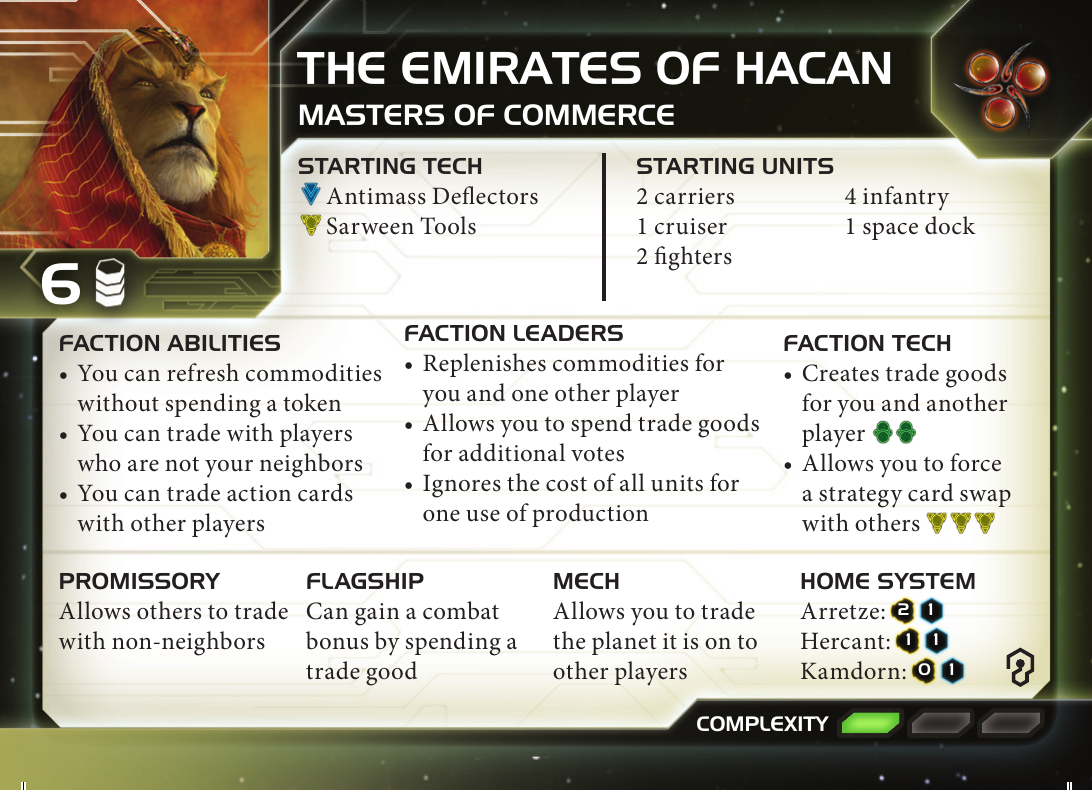 THE EMIRATES OF HACAN
MASTERS OF COMMERCE
6
STARTING TECH
Antimass Deflectors
Sarween Tools
STARTING UNITS
2 carriers
1 cruiser
2 fighters
4 infantry
1 space dock
FACTION ABILITIES
• You can refresh commodities
without spending a token
• You can trade with players
who are not your neighbors
• You can trade action cards
with other players
FACTION LEADERS
• Replenishes commodities for
you and one other player
• Allows you to spend trade goods
for additional votes
• Ignores the cost of all units for
one use of production
FACTION TECH
• Creates trade goods
for you and another
player
• Allows you to force
a strategy card swap
with others
PROMISSORY
Allows others to trade
with non-neighbors
FLAGSHIP
Can gain a combat
bonus by spending a
trade good
MECH
Allows you to trade
the planet it is on to
other players
HOME SYSTEM
Arretze: 2 1
Hercant: 1 1
Kamdorn: 0 1
COMPLEXITY